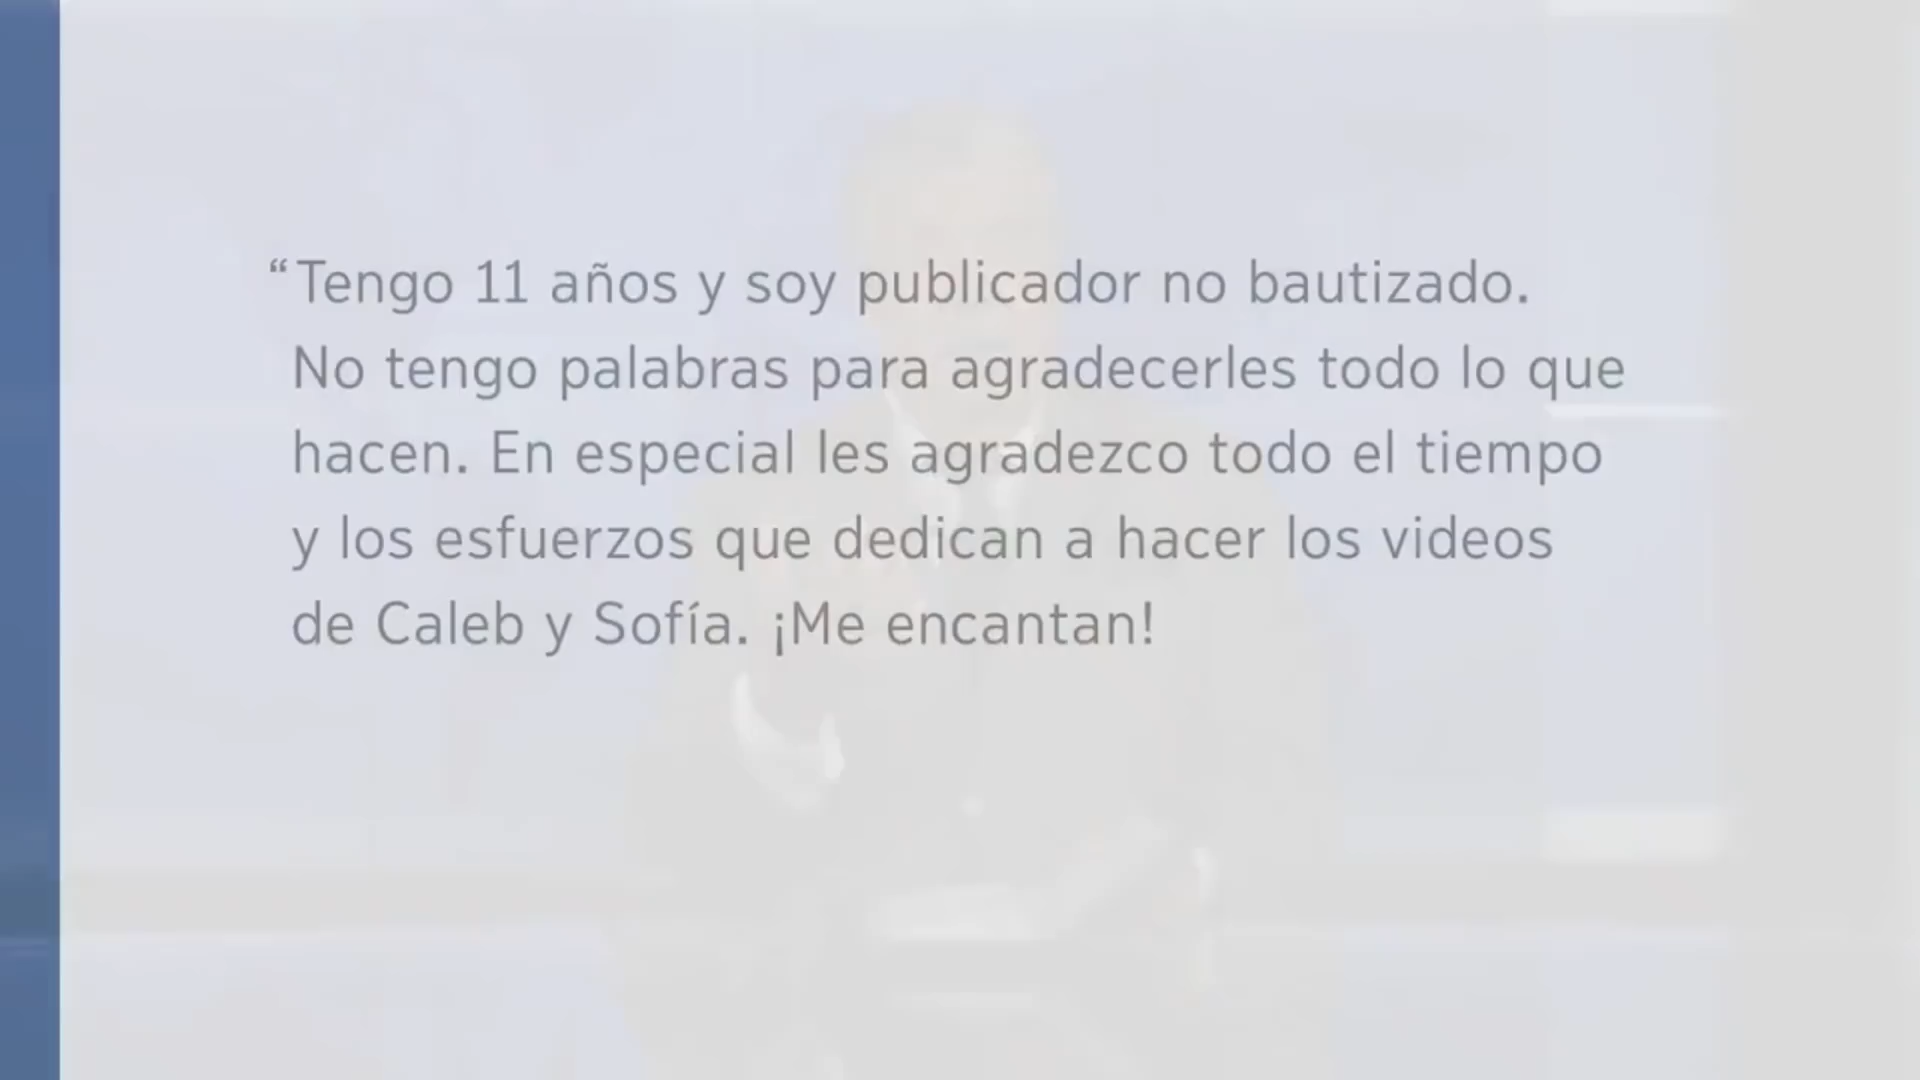 “Tengo 11 años y soy publicador no bautizado.
No tengo palabras para agradecerles todo lo que
hacen. En especial les agradezco todo el tiempo
y los esfuerzos que dedican a hacer los videos
de Caleb y Sofía. ¡Me encantan!